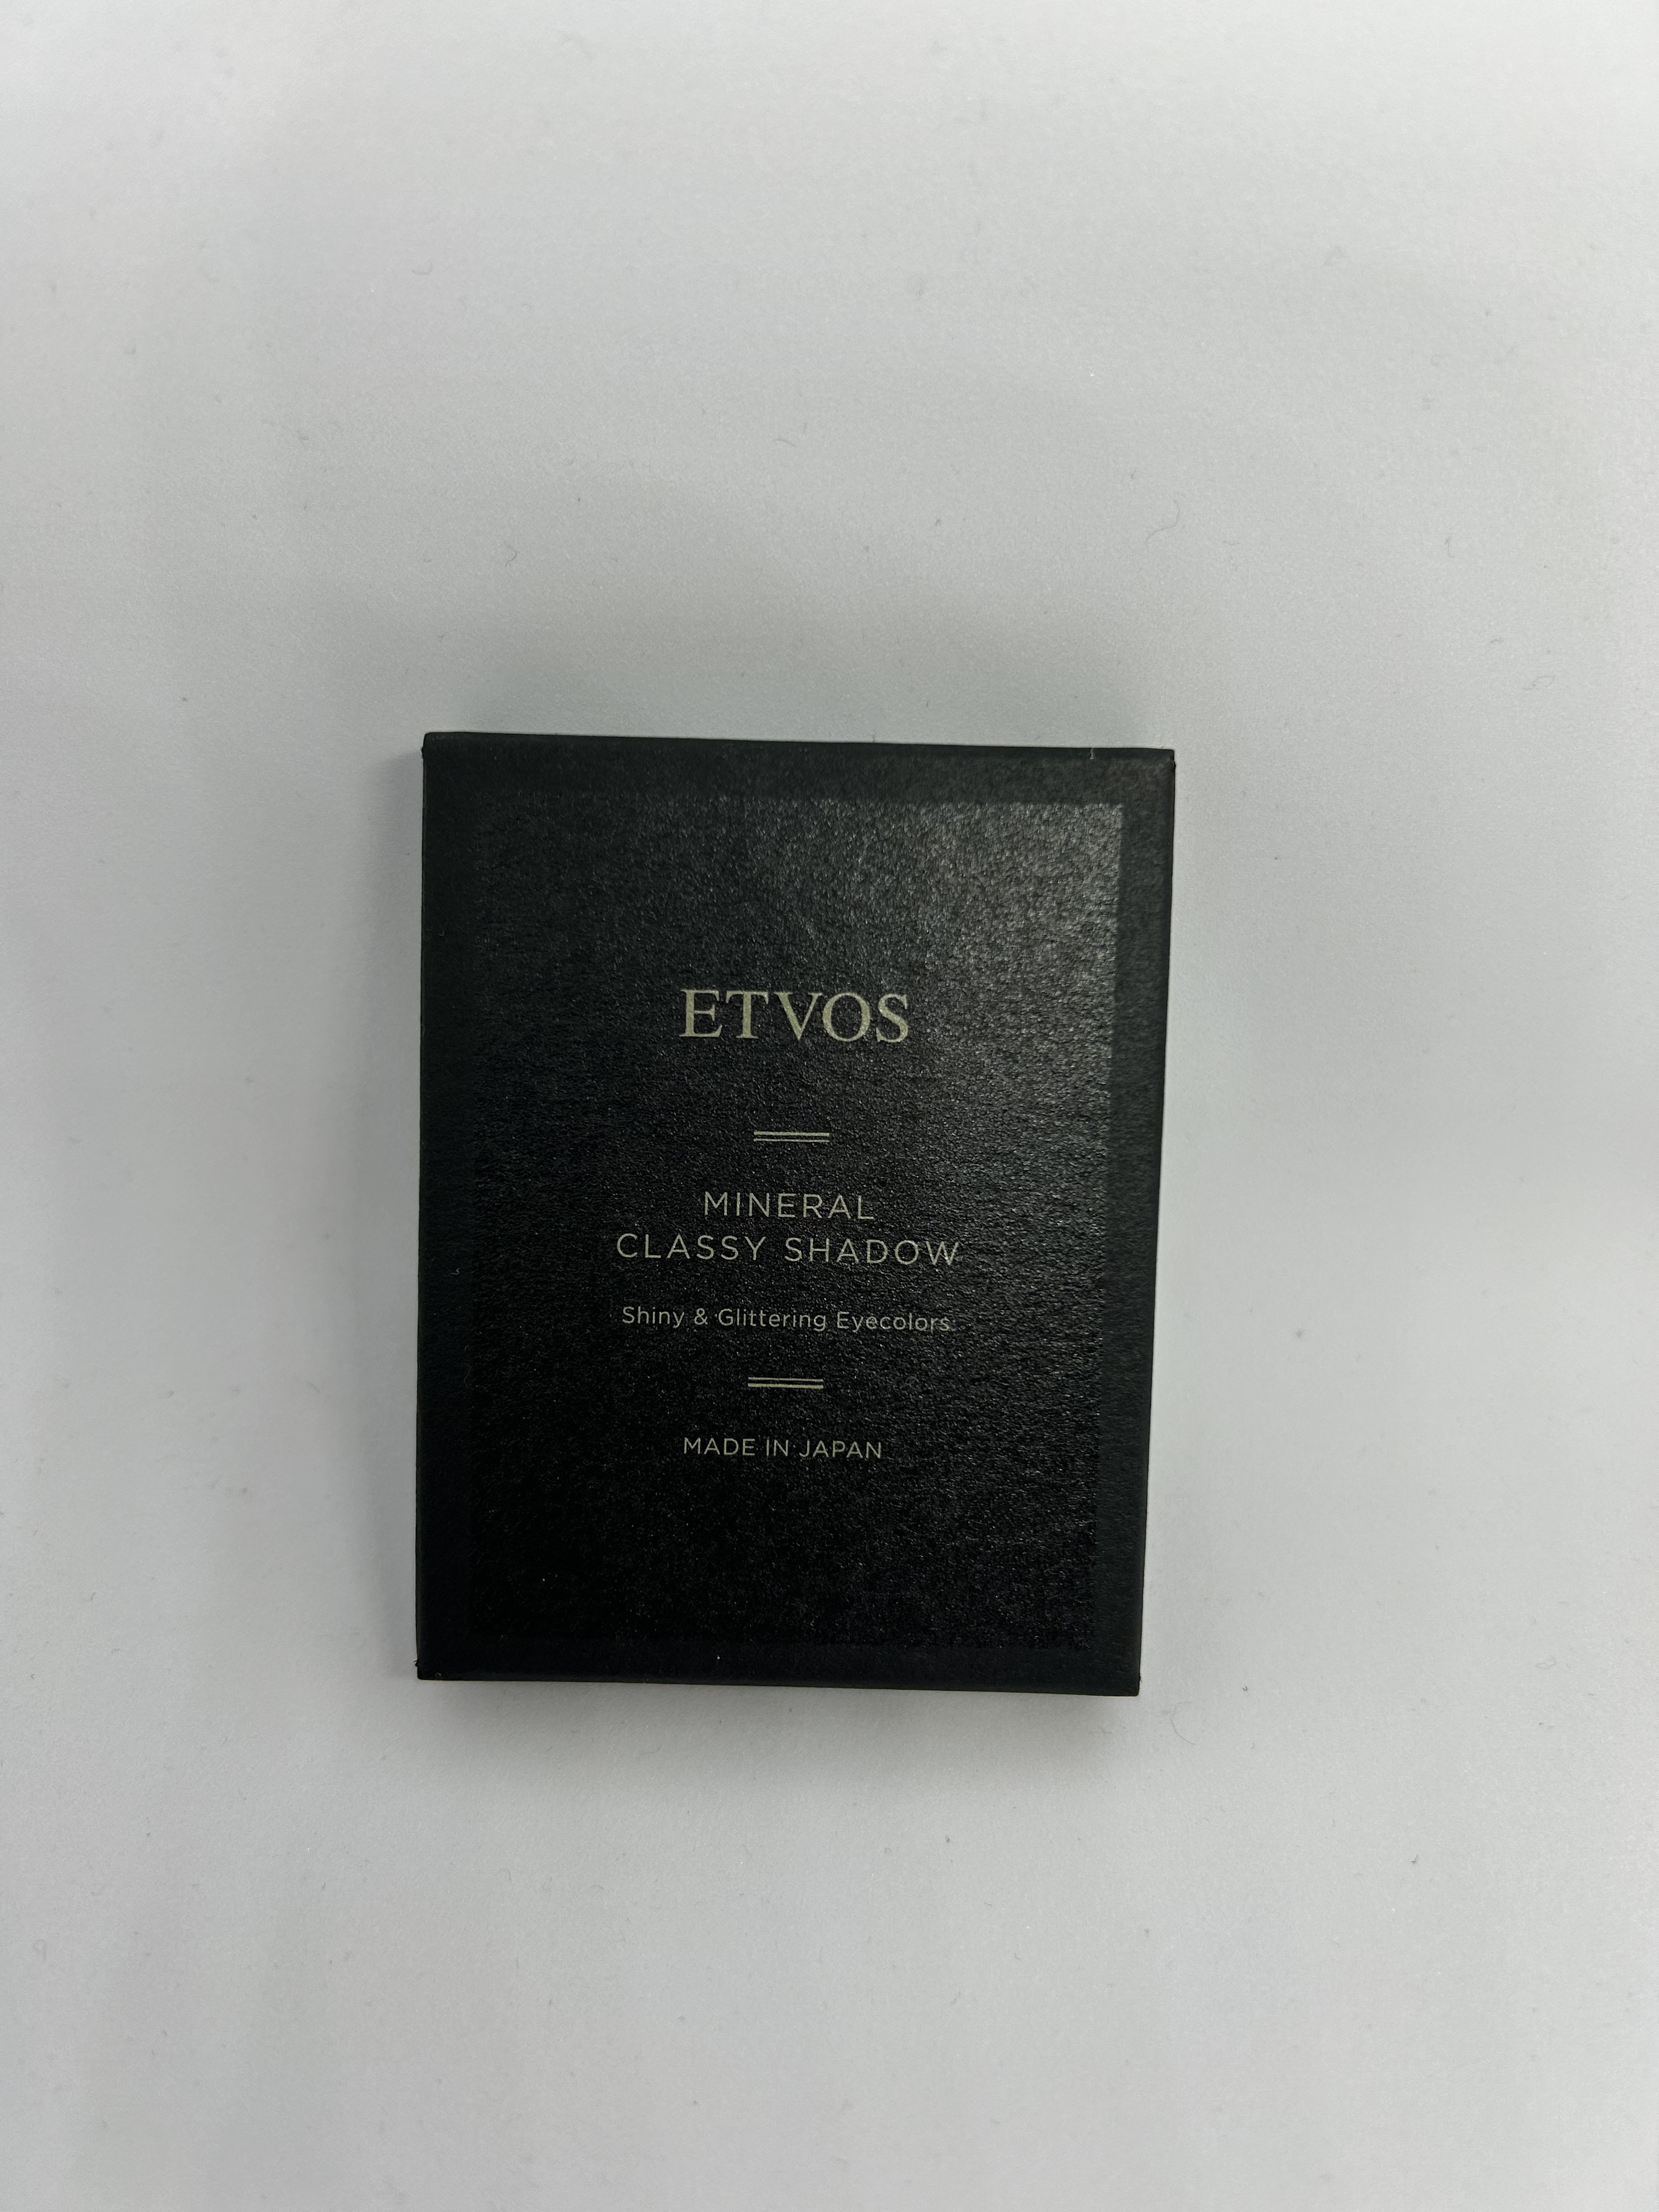 ETVOS
MINERAL
CLASSY SHADOW
Shiny & Glittering Eyecolors
MADE IN JAPAN